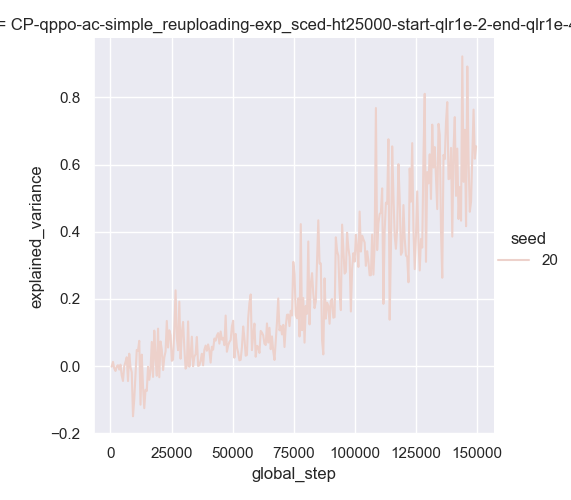 = CP-qppo-ac-simple_reuploading-exp_sced-ht25000-start-qlr1e-2-end-qlr1e-4
0.8
0.6
0.4
0.2
0.0
−0.2
explained_variance
0 25000 50000 75000 100000 125000 150000
global_step
seed
20